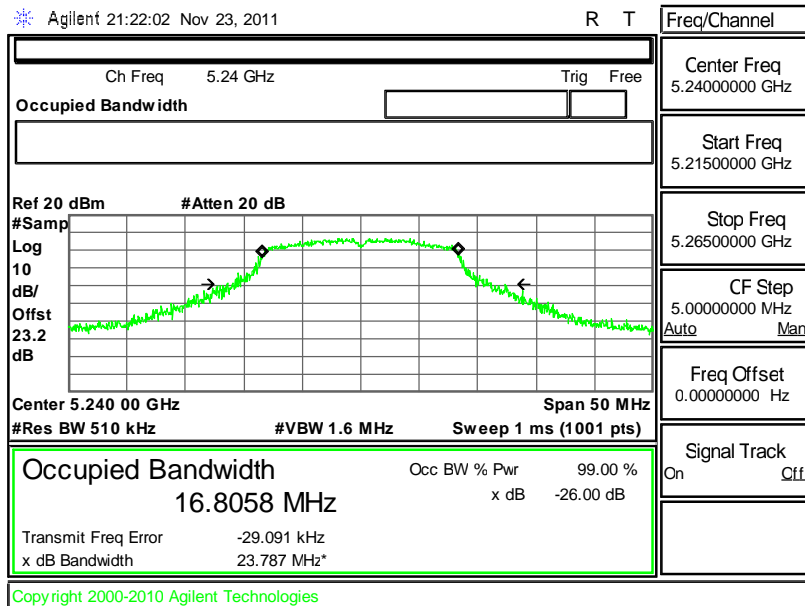 Agilent 21:22:02 Nov 23, 2011 R T
Freq/Channel
Ch Freq 5.24 GHz Trig Free
Occupied Bandwidth
Center Freq
5.24000000 GHz
Start Freq
5.21500000 GHz
Stop Freq
5.26500000 GHz
CF Step
5.00000000 MHz
Auto Man
Freq Offset
0.00000000 Hz
Signal Track
On Off
Ref 20 dBm #Atten 20 dB
#Samp
Log
10
dB/
Offst
23.2
dB
Center 5.240 00 GHz Span 50 MHz
#Res BW 510 kHz #VBW 1.6 MHz Sweep 1 ms (1001 pts)
Occupied Bandwidth
16.8058 MHz
Occ BW % Pwr 99.00 %
x dB -26.00 dB
Transmit Freq Error -29.091 kHz
x dB Bandwidth 23.787 MHz*
Copyright 2000-2010 Agilent Technologies